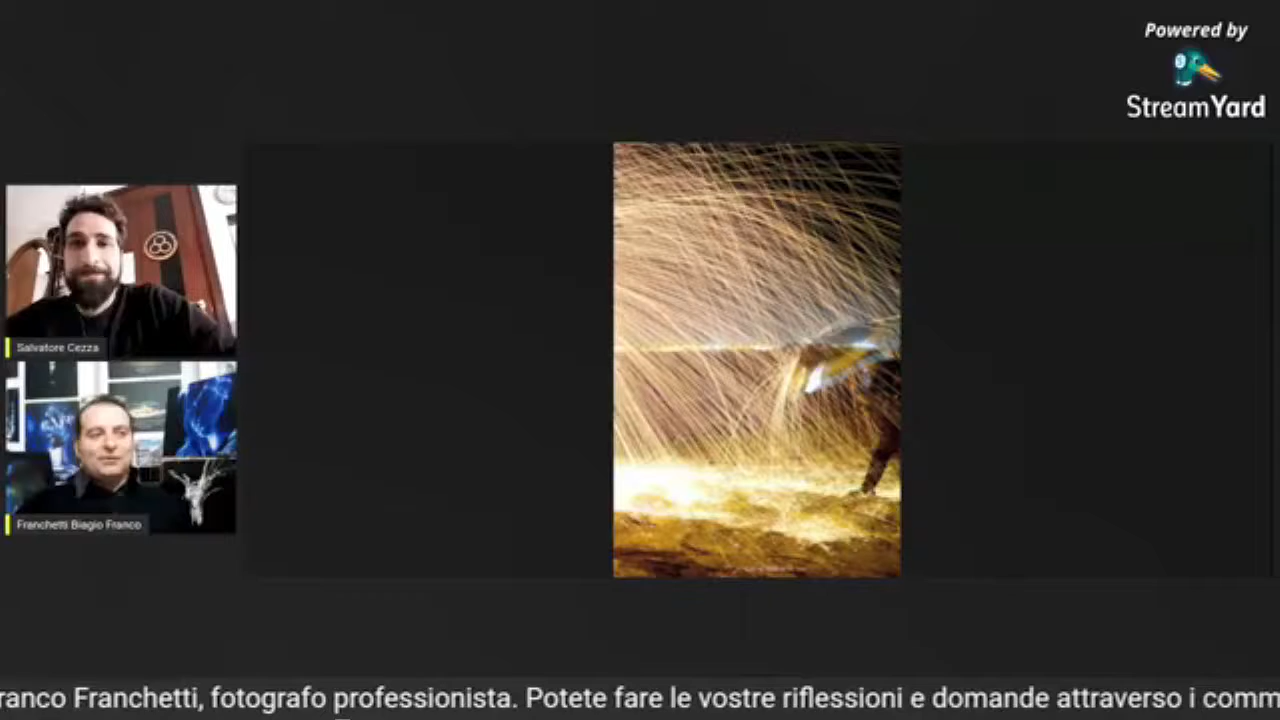 Powered by
StreamYard
Salvatore Cezza
Franchetti Biagio Franco
ranco Franchetti, fotografo professionista. Potete fare le vostre riflessioni e domande attraverso i comm